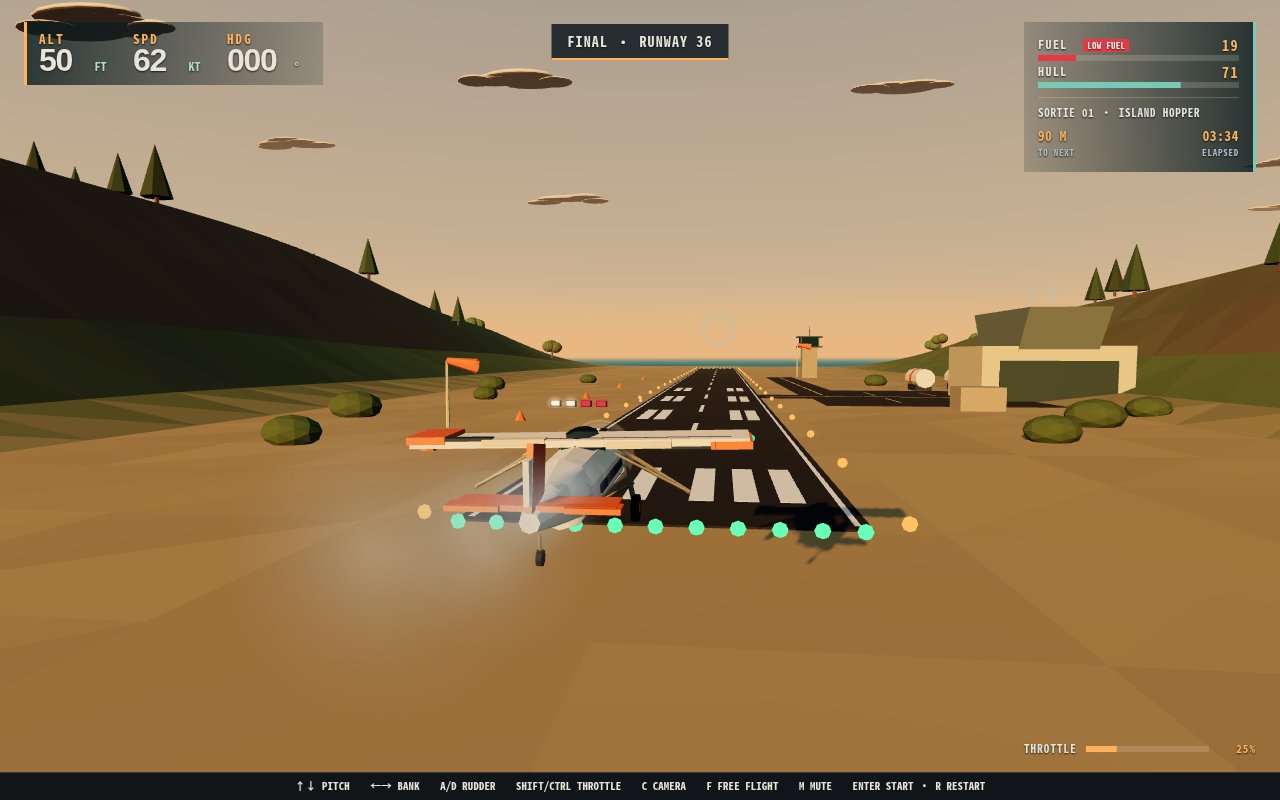 ALT SPD HDG
50 FT 62 KT 000 °
FINAL • RUNWAY 36
FUEL LOW FUEL 19
HULL 71
SORTIE 01 • ISLAND HOPPER
90 M 03:34
TO NEXT ELAPSED
THROTTLE 25%
↑↓ PITCH ←→ BANK A/D RUDDER SHIFT/CTRL THROTTLE C CAMERA F FREE FLIGHT M MUTE ENTER START • R RESTART